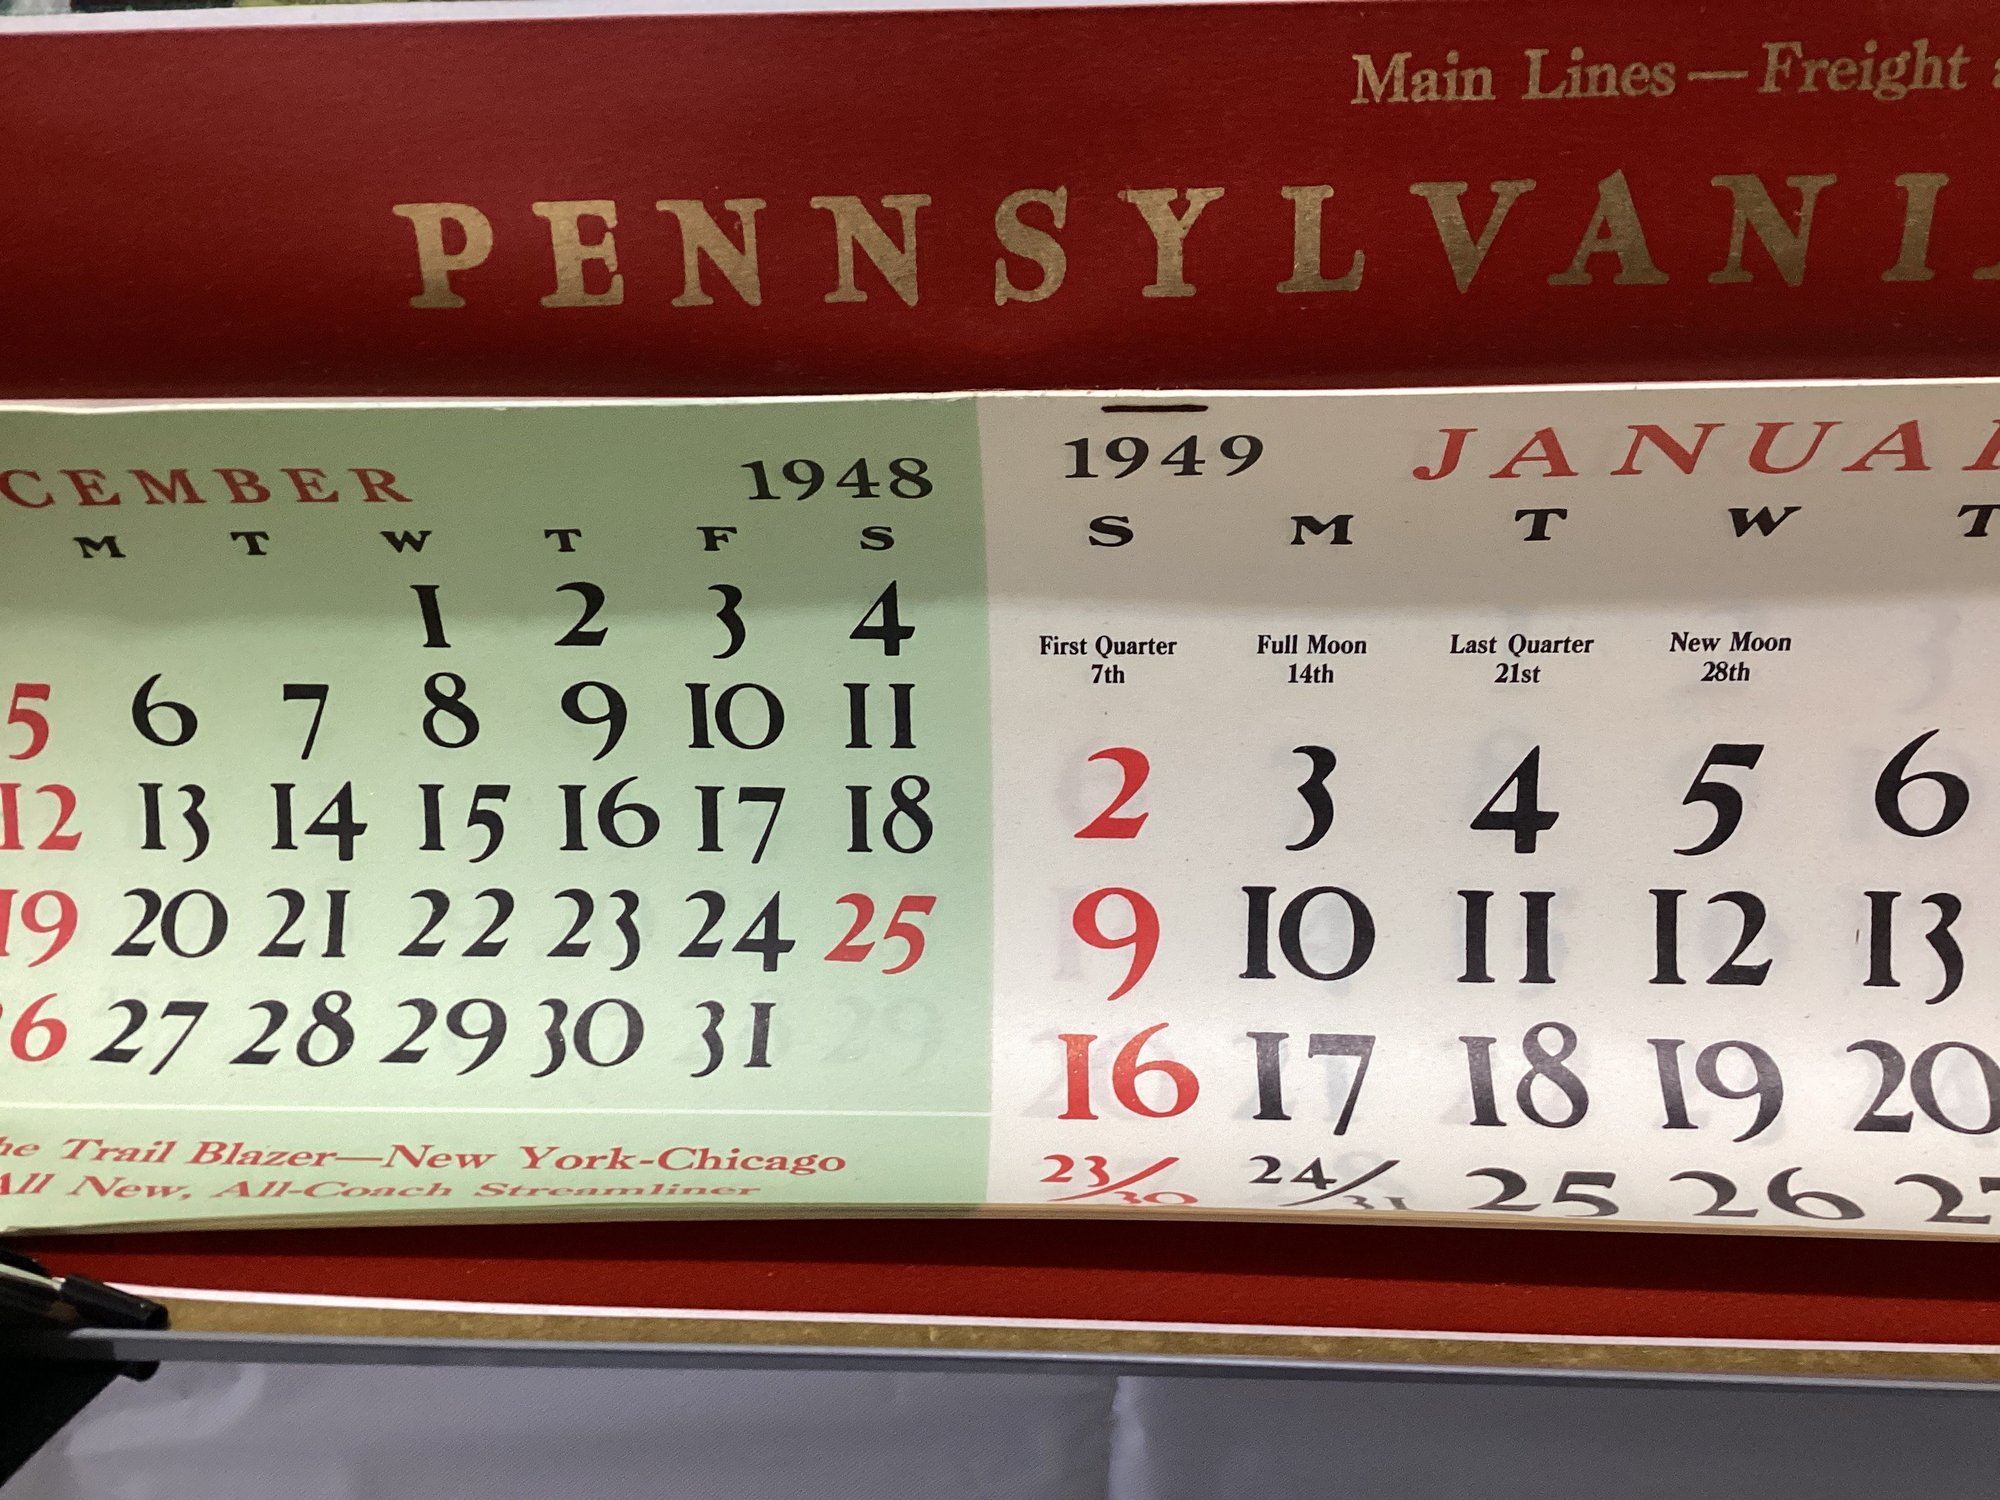 Main Lines — Freight
PENNSYLVANI
CEMBER 1948
M T W T F S
1 2 3 4
5 6 7 8 9 10 11
12 13 14 15 16 17 18
19 20 21 22 23 24 25
6 27 28 29 30 31
he Trail Blazer—New York-Chicago
All New, All-Coach Streamliner
1949 JANUA
S M T W T
First Quarter Full Moon Last Quarter New Moon
7th 14th 21st 28th
2 3 4 5 6
9 10 11 12 13
16 17 18 19 20
23/30 24/31 25 26 27